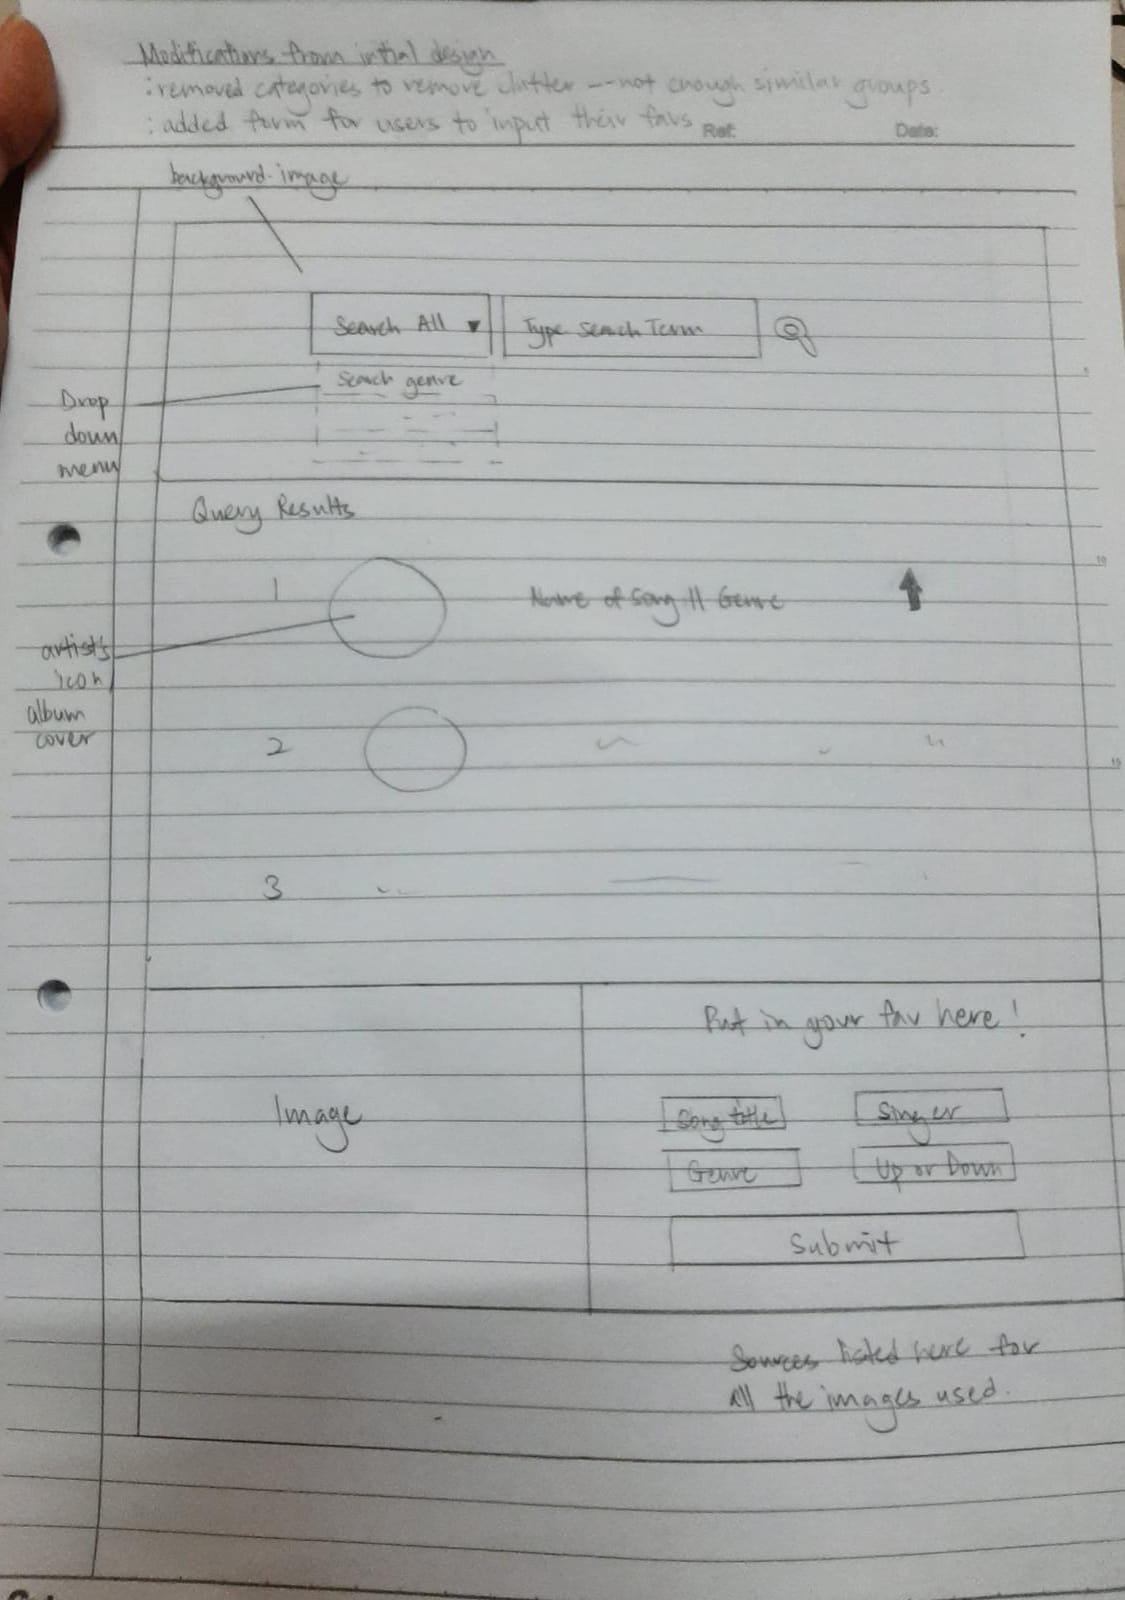 Modifications from initial design
: removed categories to remove clutter -- not enough similar groups.
: added form for users to input their favs
Ref:
Date:
background-image
Search All ▼
Type Search Term
Search genre
Drop
down
menu
Query Results
1
Name of Song || Genre
artist's
icon
album
cover
2
3
Put in your fav here!
Image
Song title
Singer
Genre
Up or Down
Submit
Sources listed here for
all the images used.
5
10
15